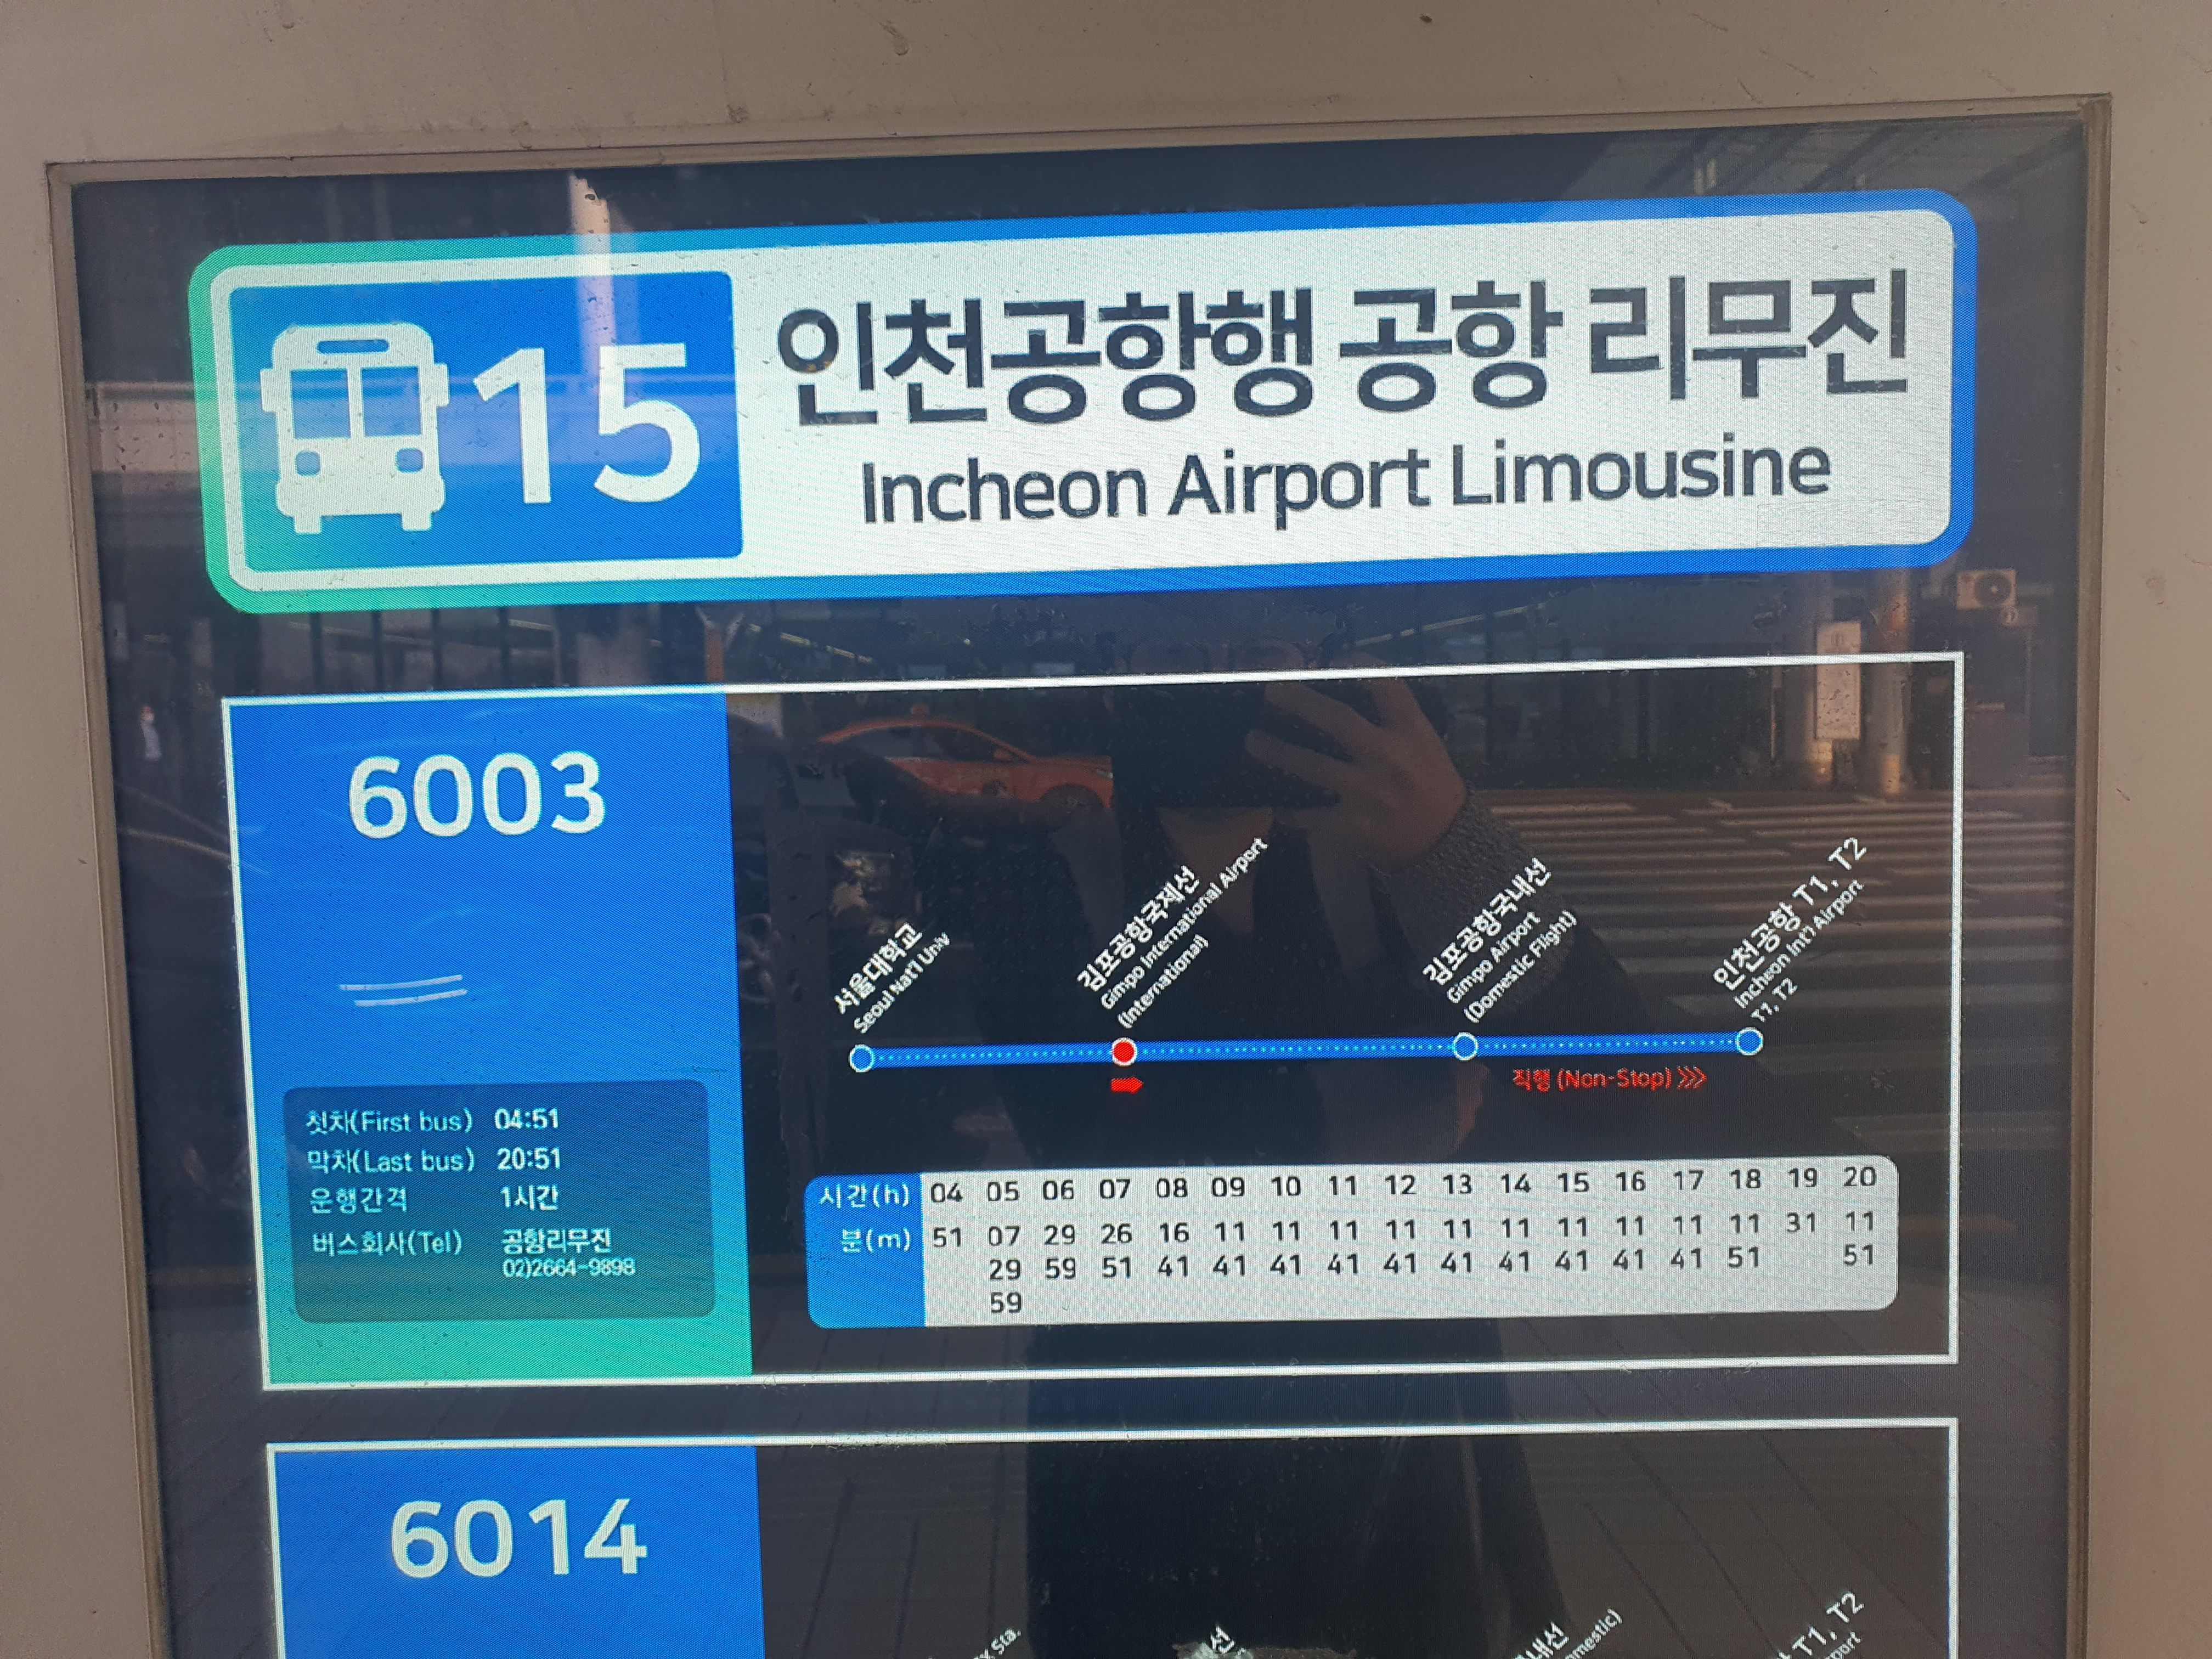 15
인천공항행 공항 리무진
Incheon Airport Limousine
6003
첫차(First bus) 04:51
막차(Last bus) 20:51
운행간격 1시간
버스회사(Tel) 공항리무진
02)2664-9898
서울대학교
Seoul Nat'l Univ
김포공항국제선
Gimpo International Airport
(International)
김포공항국내선
Gimpo Airport
(Domestic Flight)
인천공항 T1, T2
Incheon Int'l Airport
T1, T2
직행 (Non-Stop) >>>
시간(h) 04 05 06 07 08 09 10 11 12 13 14 15 16 17 18 19 20
분(m) 51 07 29 26 16 11 11 11 11 11 11 11 11 11 11 31 11
29 59 51 41 41 41 41 41 41 41 41 41 41 51 51
59
6014
Sta.
선
내선
mestic)
T1, T2
port